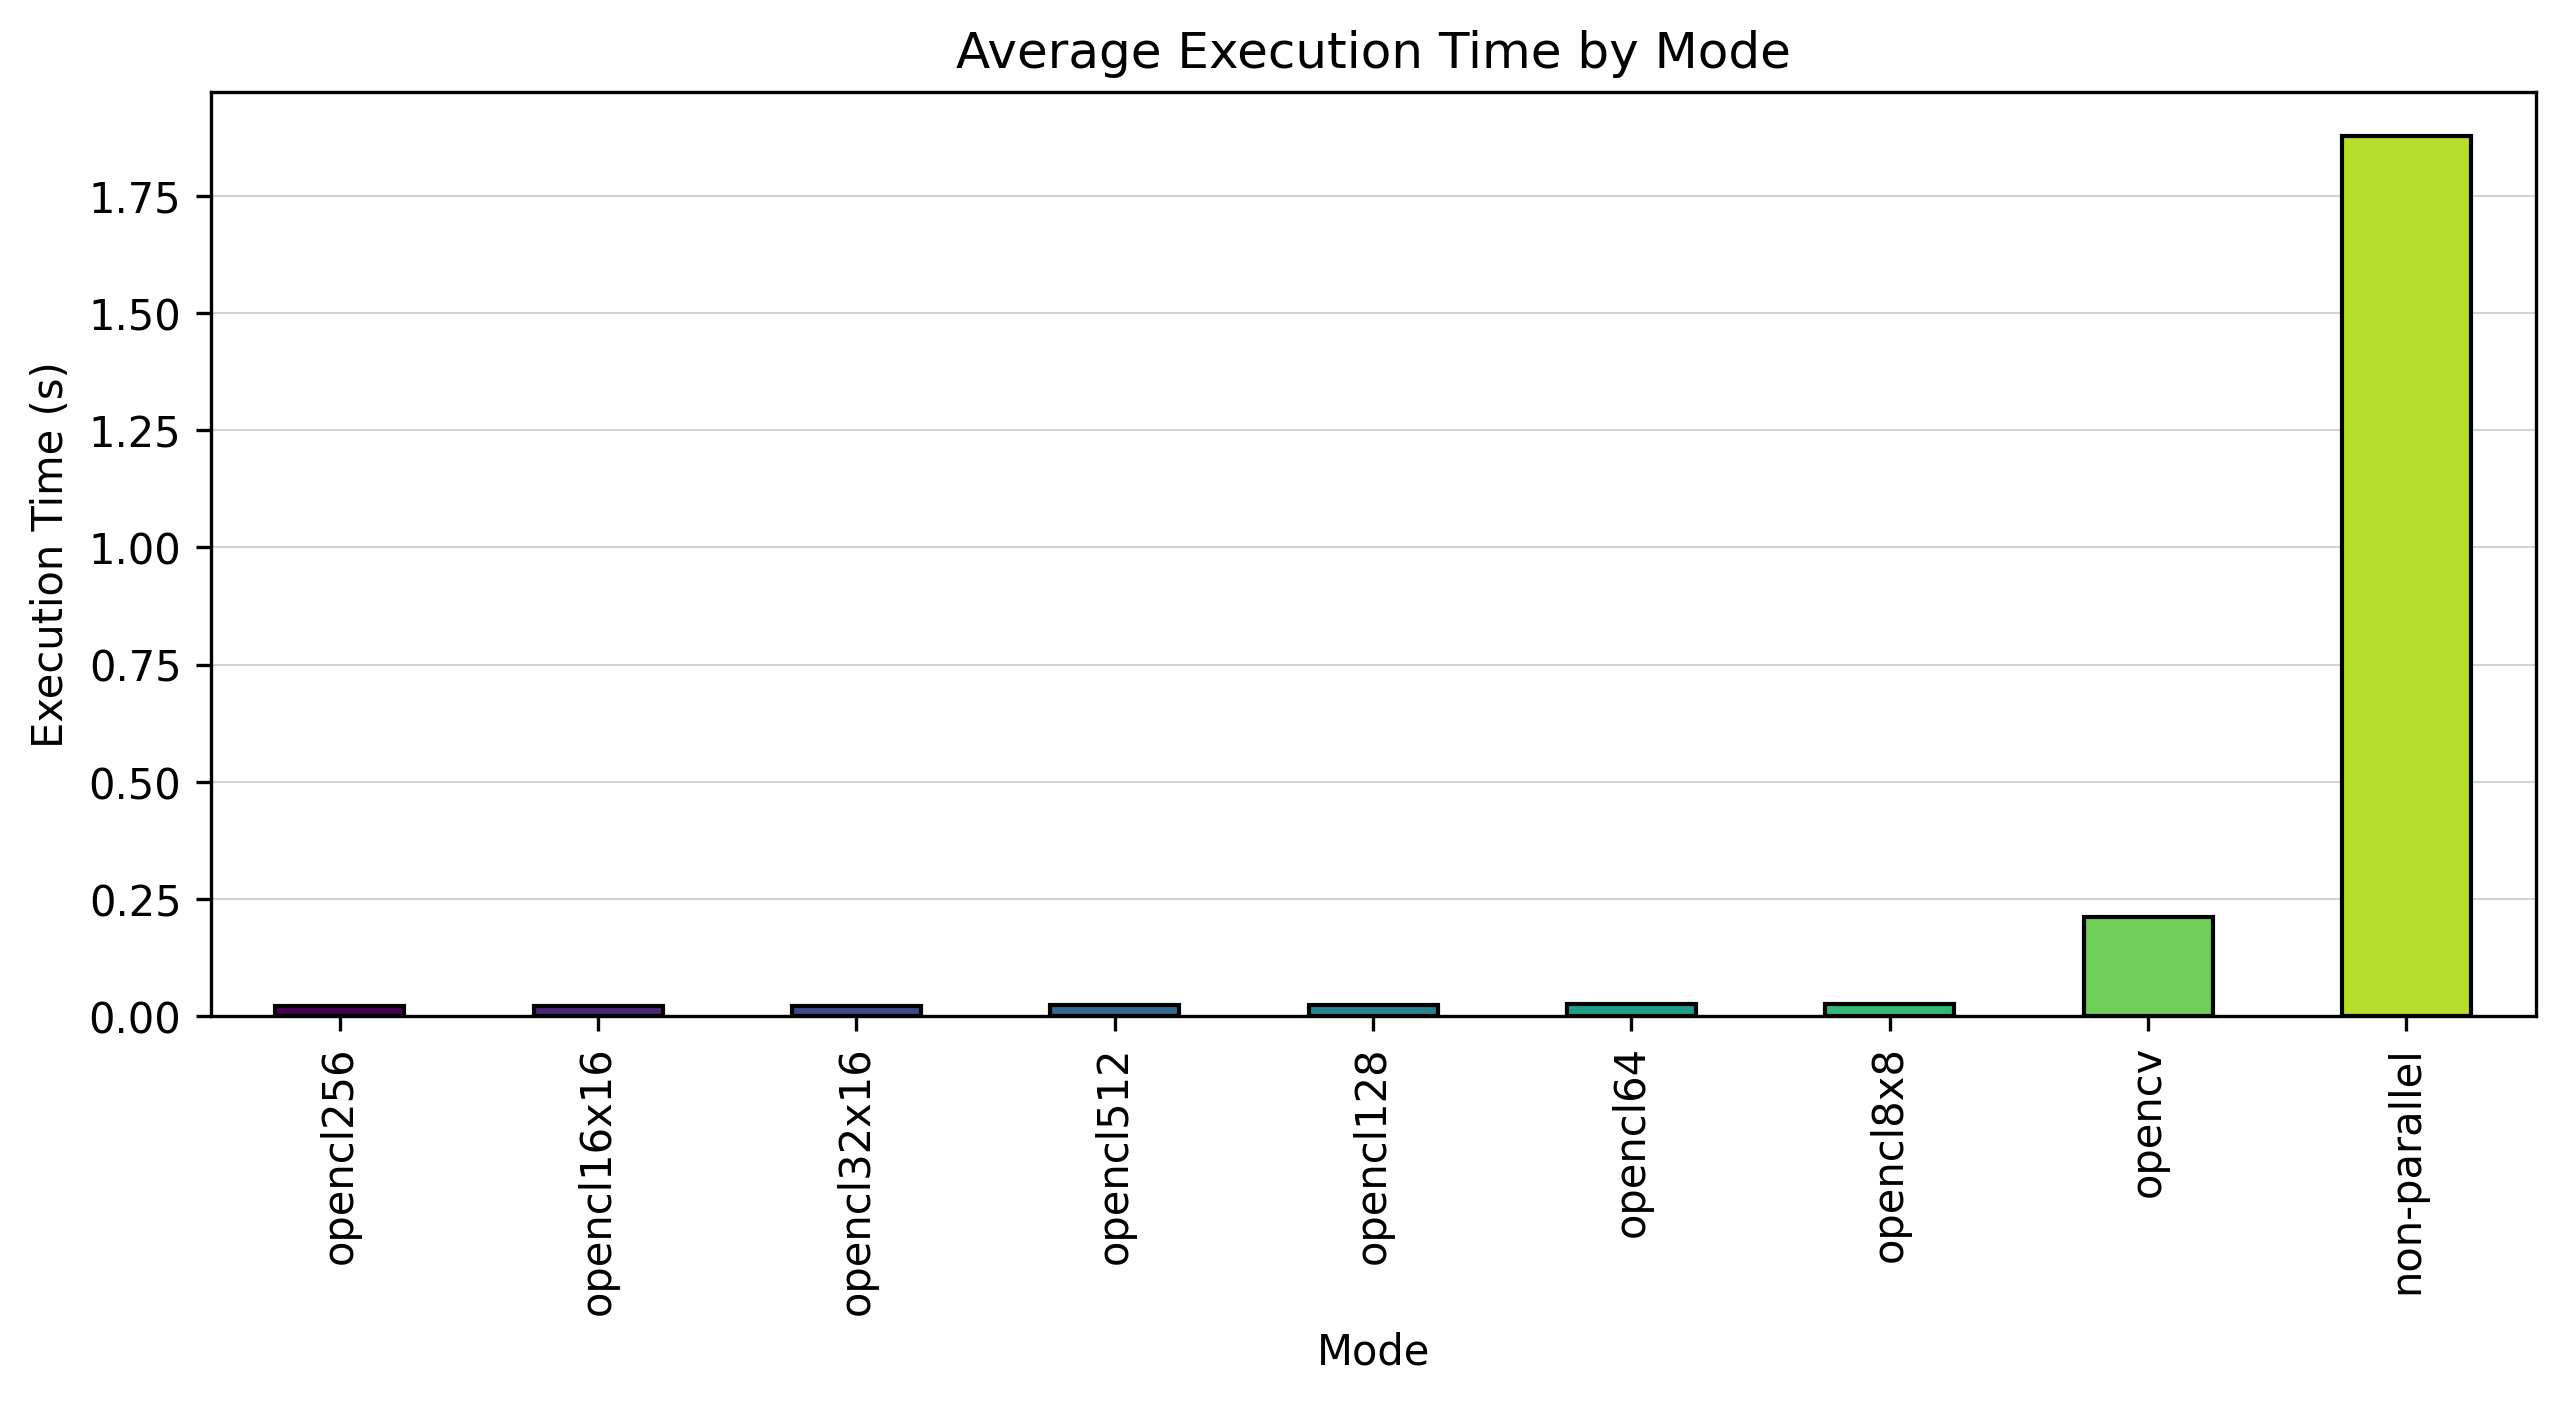 Average Execution Time by Mode
Execution Time (s)
1.75
1.50
1.25
1.00
0.75
0.50
0.25
0.00
opencl256
opencl16x16
opencl32x16
opencl512
opencl128
opencl64
opencl8x8
opencv
non-parallel
Mode